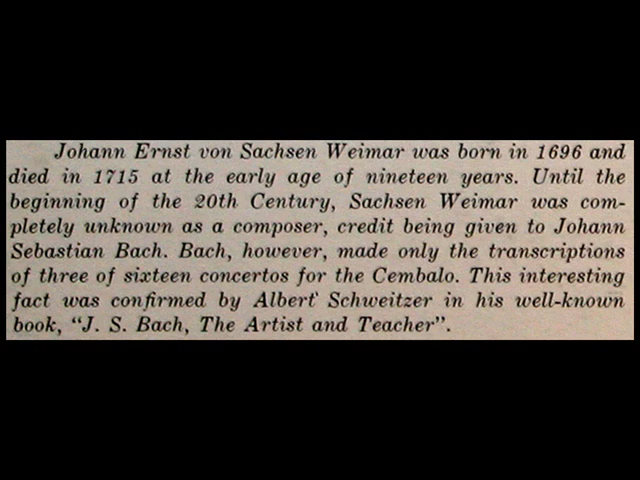 Johann Ernst von Sachsen Weimar was born in 1696 and
died in 1715 at the early age of nineteen years. Until the
beginning of the 20th Century, Sachsen Weimar was com-
pletely unknown as a composer, credit being given to Johann
Sebastian Bach. Bach, however, made only the transcriptions
of three of sixteen concertos for the Cembalo. This interesting
fact was confirmed by Albert Schweitzer in his well-known
book, "J. S. Bach, The Artist and Teacher".